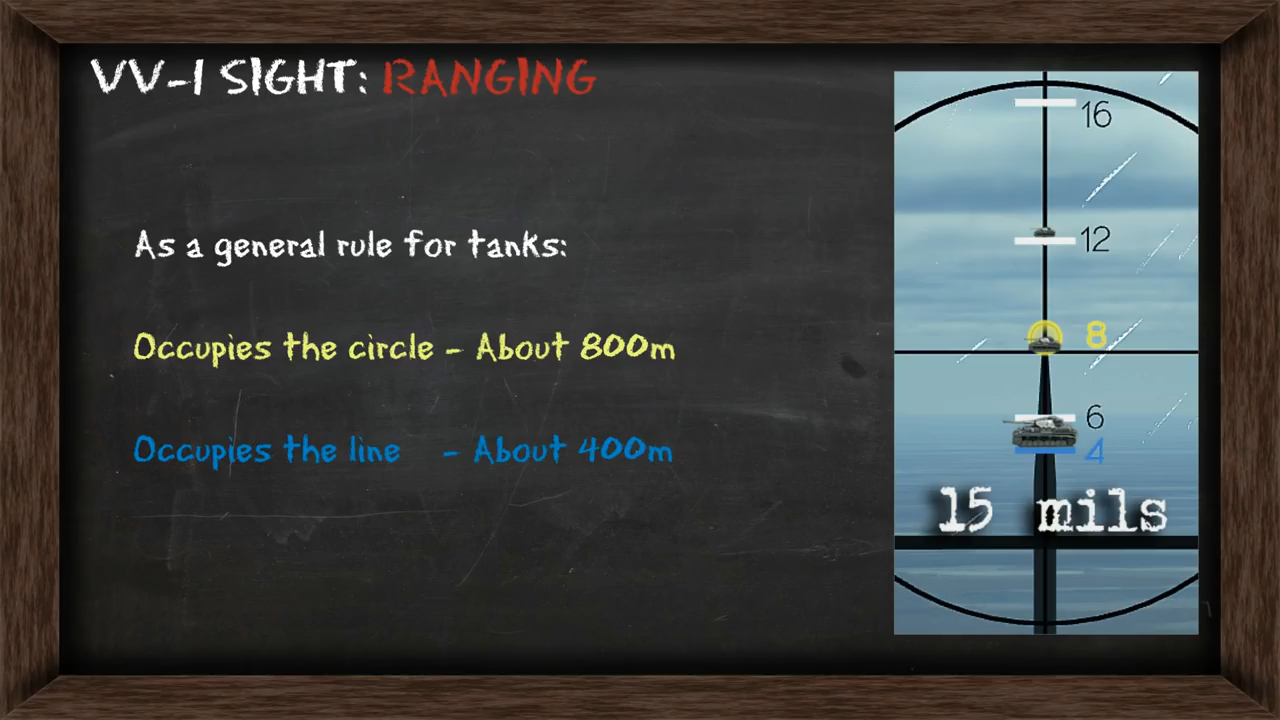 VV-1 SIGHT: RANGING
16
12
As a general rule for tanks:
8
Occupies the circle - About 800m
6
Occupies the line - About 400m
4
15 mils